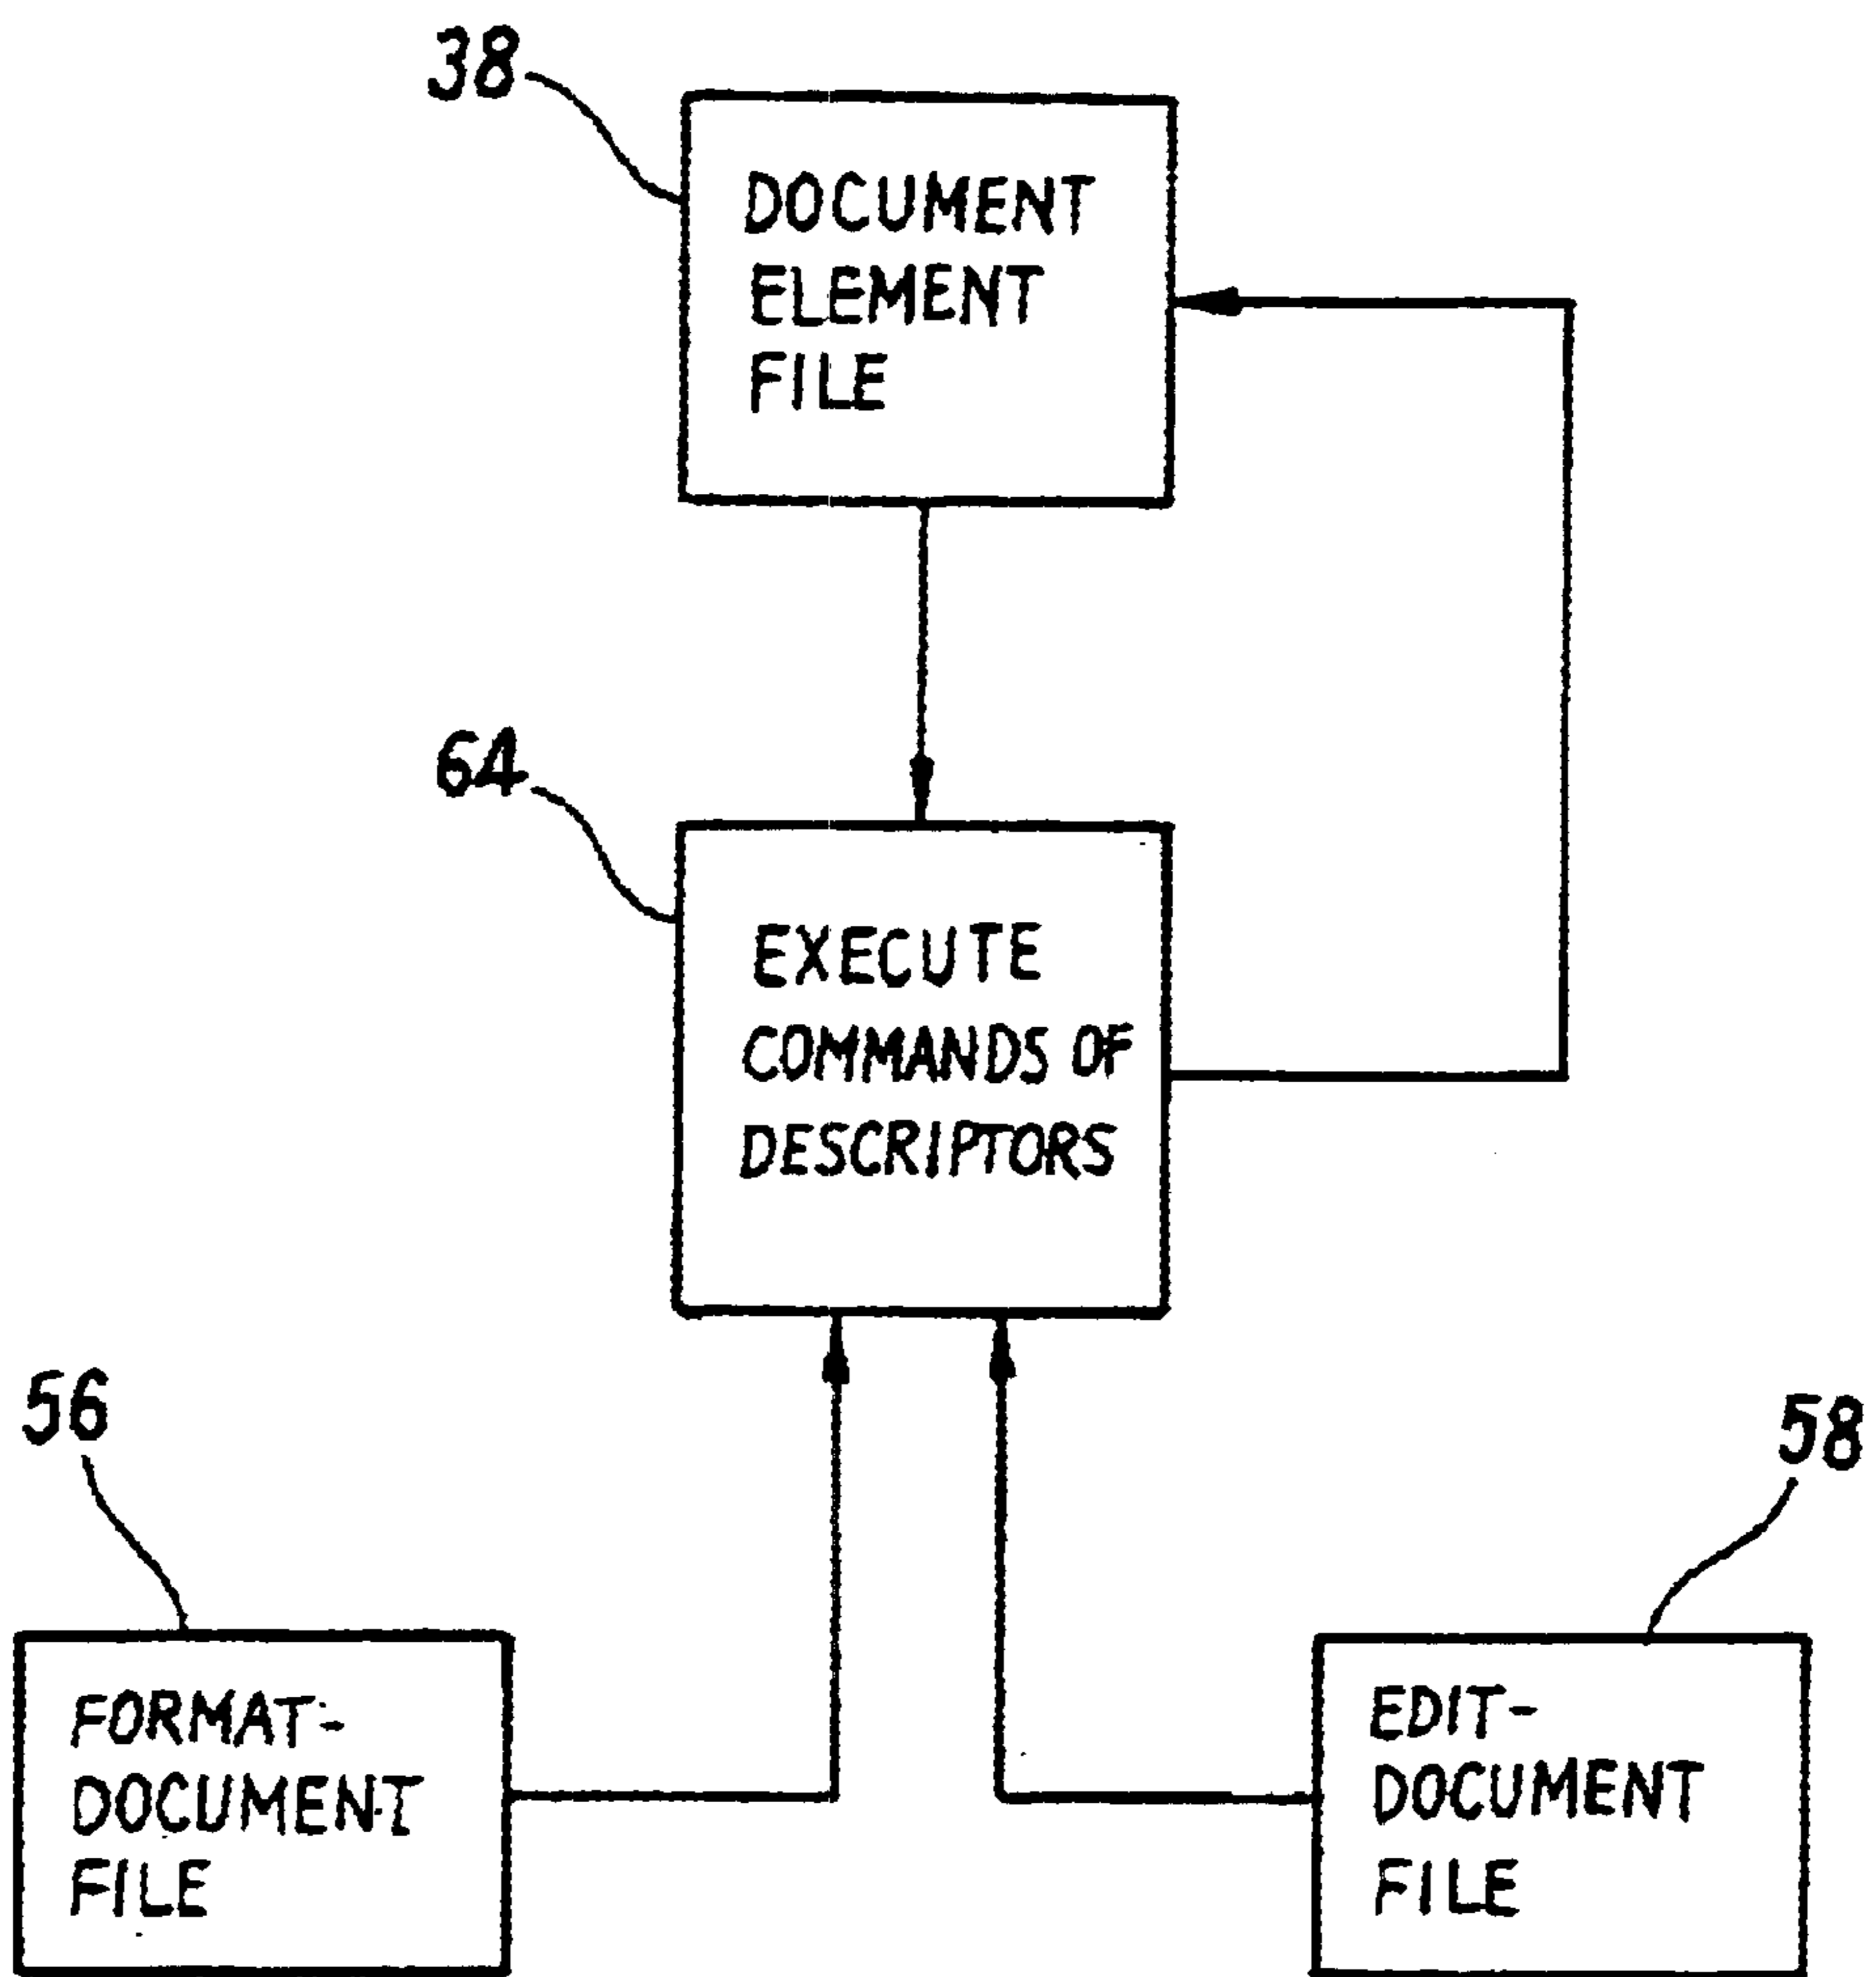 38
DOCUMENT
ELEMENT
FILE
64
EXECUTE
COMMANDS OF
DESCRIPTORS
56
FORMAT-
DOCUMENT
FILE
58
EDIT-
DOCUMENT
FILE